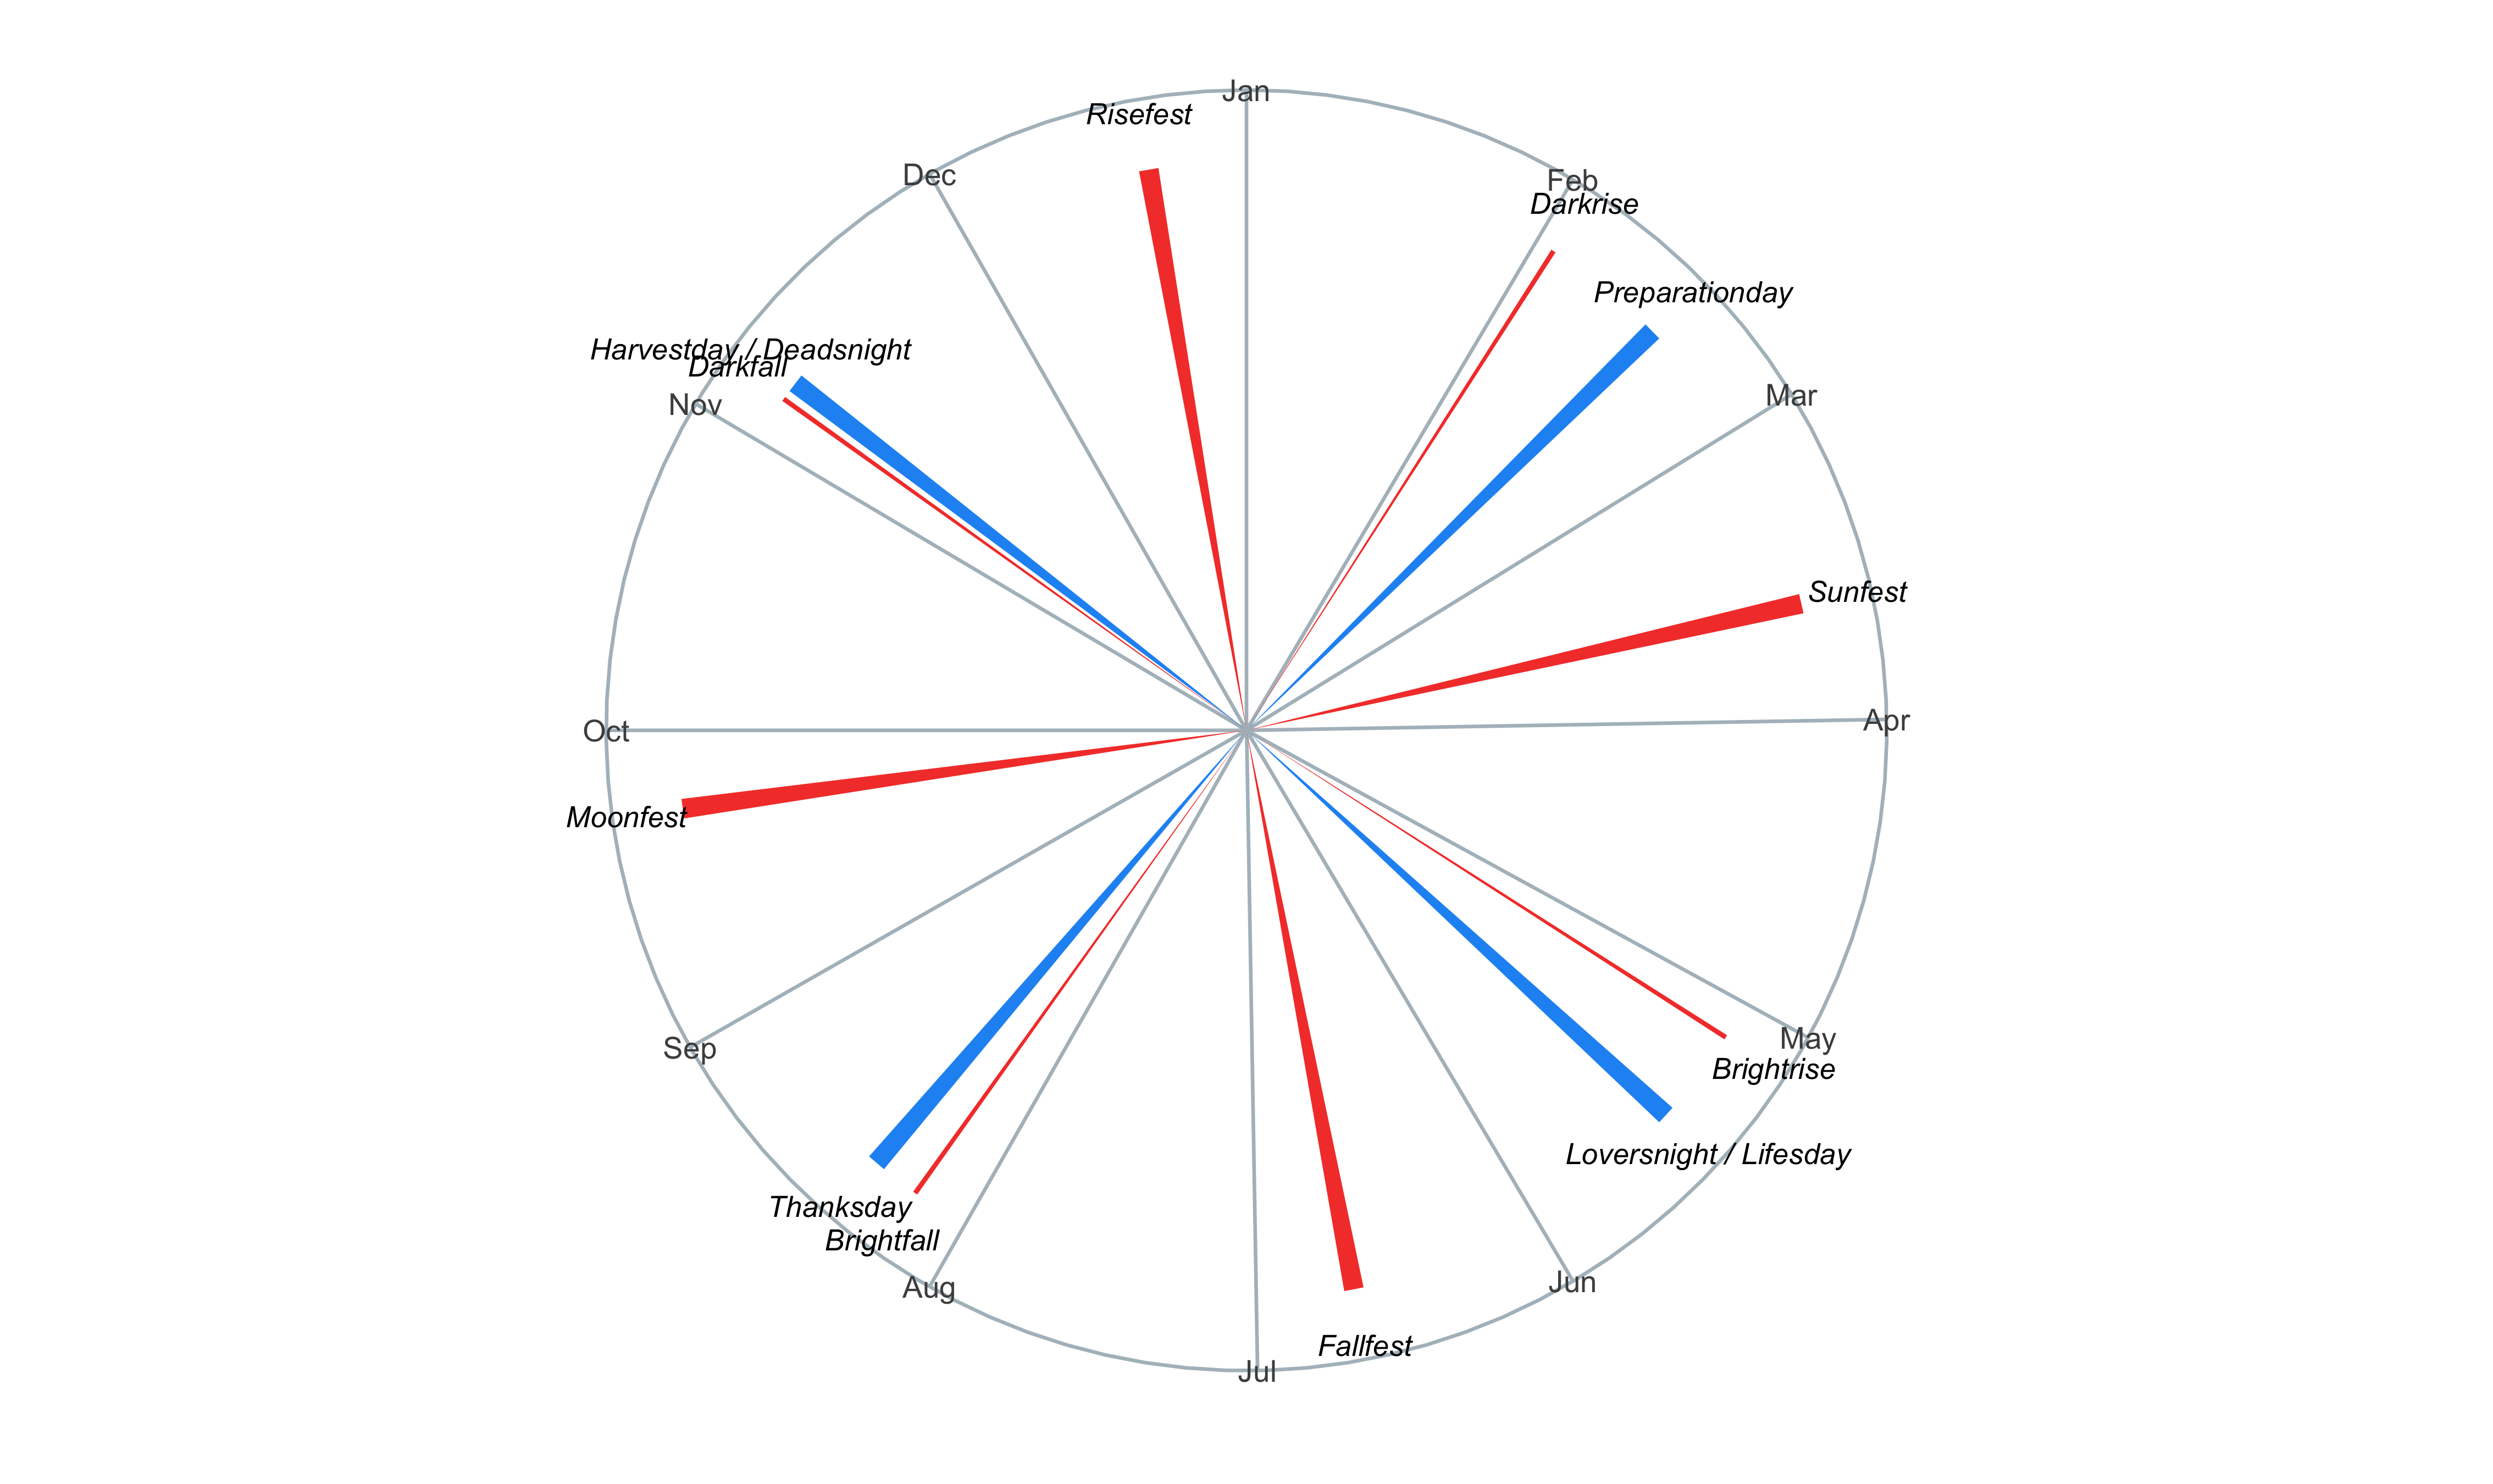 Jan
Risefest
Dec
Feb
Darkrise
Preparationday
Harvestday / Deadsnight
Darkfall
Nov
Mar
Sunfest
Oct
Apr
Moonfest
Sep
May
Brightrise
Loversnight / Lifesday
Thanksday
Brightfall
Aug
Jun
Fallfest
Jul